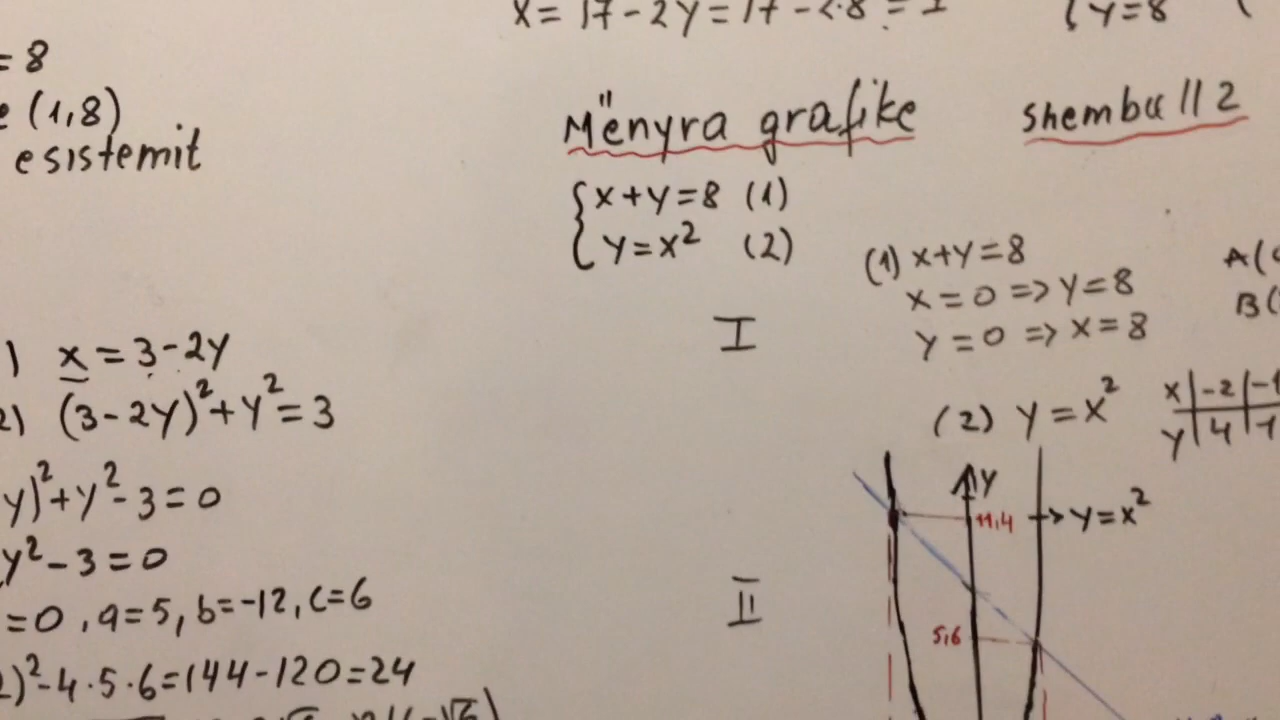 x = 17 - 2y = 17 - 2·8 = 1
{ y = 8
= 8
e (1,8)
e sistemit
) x = 3 - 2y
2) (3 - 2y)² + y² = 3
y)² + y² - 3 = 0
y² - 3 = 0
= 0 , a = 5, b = -12, c = 6
2)² - 4·5·6 = 144 - 120 = 24
Mënyra grafike
Shembull 2
{ x + y = 8 (1)
y = x² (2)
I
(1) x + y = 8
x = 0 => y = 8
y = 0 => x = 8
A(
B(
(2) y = x²
x | -2 | -1
y | 4 | 1
y
11,4
→ y = x²
II
5,6